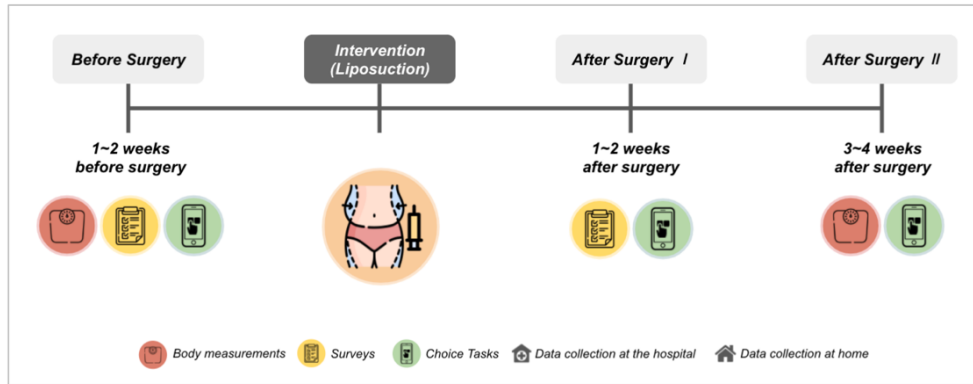 Before Surgery
Intervention
(Liposuction)
After Surgery I
After Surgery II
1~2 weeks
before surgery
1~2 weeks
after surgery
3~4 weeks
after surgery
Body measurements
Surveys
Choice Tasks
Data collection at the hospital
Data collection at home